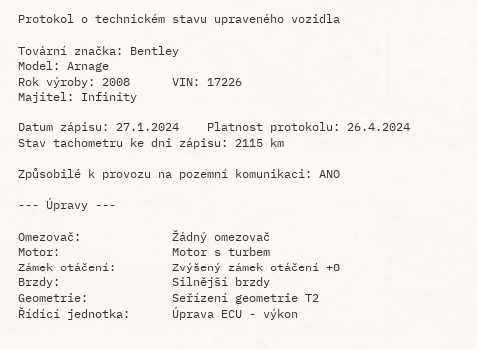 Protokol o technickém stavu upraveného vozidla
Tovární značka: Bentley
Model: Arnage
Rok výroby: 2008 VIN: 17226
Majitel: Infinity
Datum zápisu: 27.1.2024 Platnost protokolu: 26.4.2024
Stav tachometru ke dni zápisu: 2115 km
Způsobilé k provozu na pozemní komunikaci: ANO
--- Úpravy ---
Omezovač: Žádný omezovač
Motor: Motor s turbem
Zámek otáčení: Zvýšený zámek otáčení +8
Brzdy: Silnější brzdy
Geometrie: Seřízení geometrie T2
Řídící jednotka: Úprava ECU - výkon